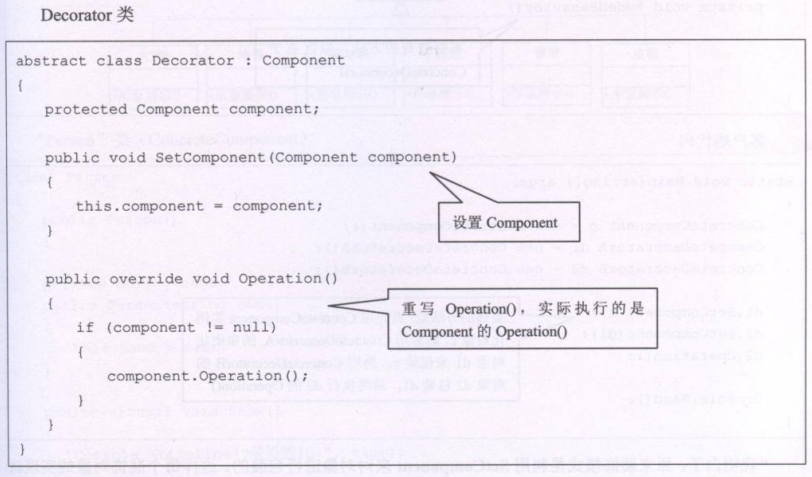 Decorator 类
abstract class Decorator : Component
{
protected Component component;
public void SetComponent(Component component)
{
this.component = component;
}
设置 Component
public override void Operation()
{
重写 Operation()，实际执行的是
Component 的 Operation()
if (component != null)
{
component.Operation();
}
}
}